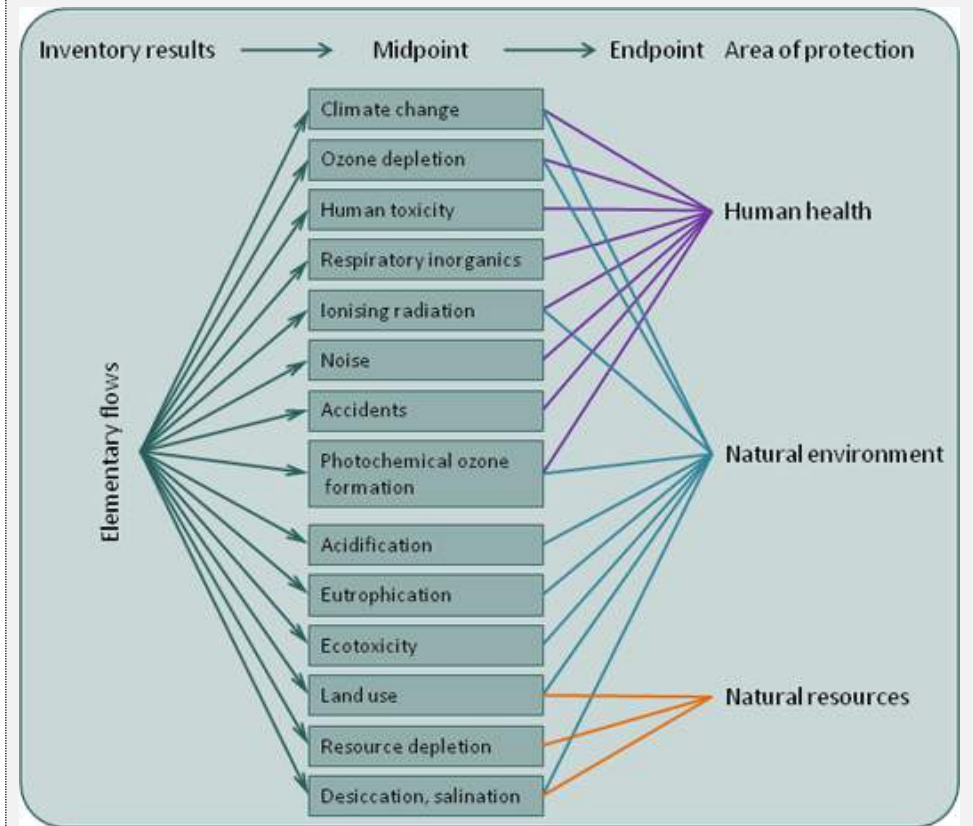 Inventory results
Midpoint
Endpoint
Area of protection
Elementary flows
Climate change
Ozone depletion
Human toxicity
Respiratory inorganics
Ionising radiation
Noise
Accidents
Photochemical ozone
formation
Acidification
Eutrophication
Ecotoxicity
Land use
Resource depletion
Desiccation, salination
Human health
Natural environment
Natural resources